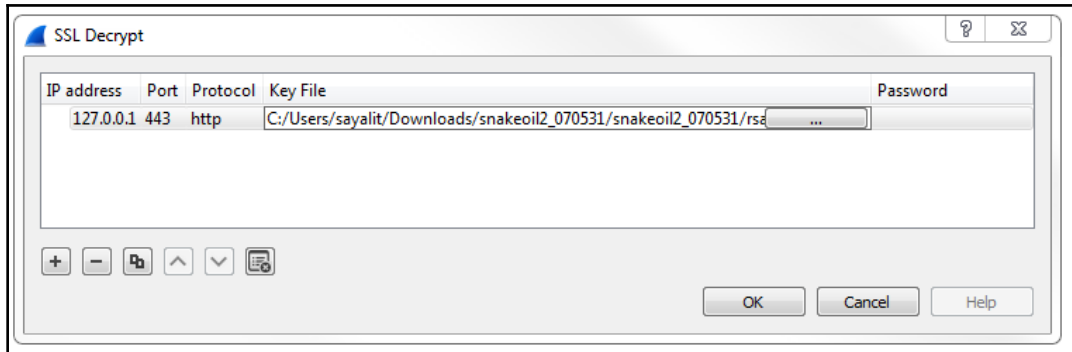 SSL Decrypt
IP address Port Protocol Key File Password
127.0.0.1 443 http C:/Users/sayalit/Downloads/snakeoil2_070531/snakeoil2_070531/rsa ...
OK Cancel Help